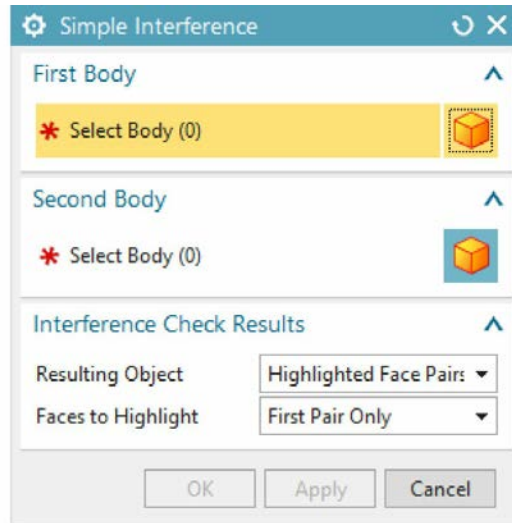 Simple Interference
First Body
* Select Body (0)
Second Body
* Select Body (0)
Interference Check Results
Resulting Object Highlighted Face Pairs
Faces to Highlight First Pair Only
OK Apply Cancel